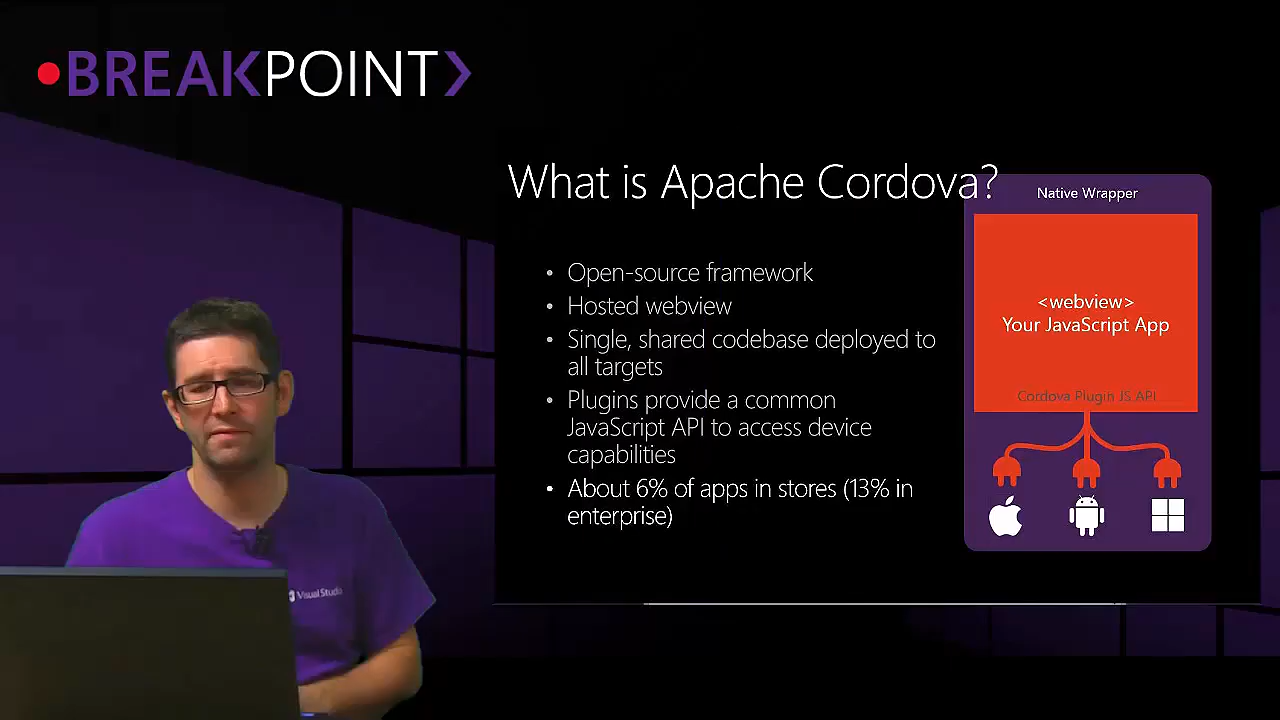 BREAKPOINT
What is Apache Cordova?
• Open-source framework
• Hosted webview
• Single, shared codebase deployed to
all targets
• Plugins provide a common
JavaScript API to access device
capabilities
• About 6% of apps in stores (13% in
enterprise)
Native Wrapper
<webview>
Your JavaScript App
Cordova Plugin JS API
Visual Studio